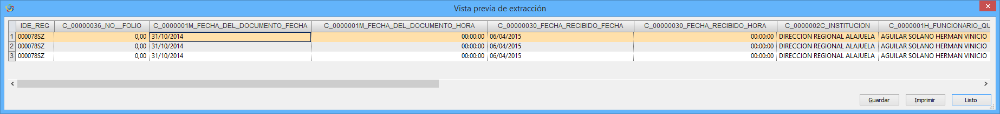 Vista previa de extracción
IDE_REG C_00000036_NO__FOLIO C_0000001M_FECHA_DEL_DOCUMENTO_FECHA C_0000001M_FECHA_DEL_DOCUMENTO_HORA C_00000030_FECHA_RECIBIDO_FECHA C_00000030_FECHA_RECIBIDO_HORA C_0000002C_INSTITUCION C_0000001H_FUNCIONARIO_QU
1 000078SZ 0,00 31/10/2014 00:00:00 06/04/2015 00:00:00 DIRECCION REGIONAL ALAJUELA AGUILAR SOLANO HERMAN VINICIO
2 000078SZ 0,00 31/10/2014 00:00:00 06/04/2015 00:00:00 DIRECCION REGIONAL ALAJUELA AGUILAR SOLANO HERMAN VINICIO
3 000078SZ 0,00 31/10/2014 00:00:00 06/04/2015 00:00:00 DIRECCION REGIONAL ALAJUELA AGUILAR SOLANO HERMAN VINICIO
Guardar Imprimir Listo